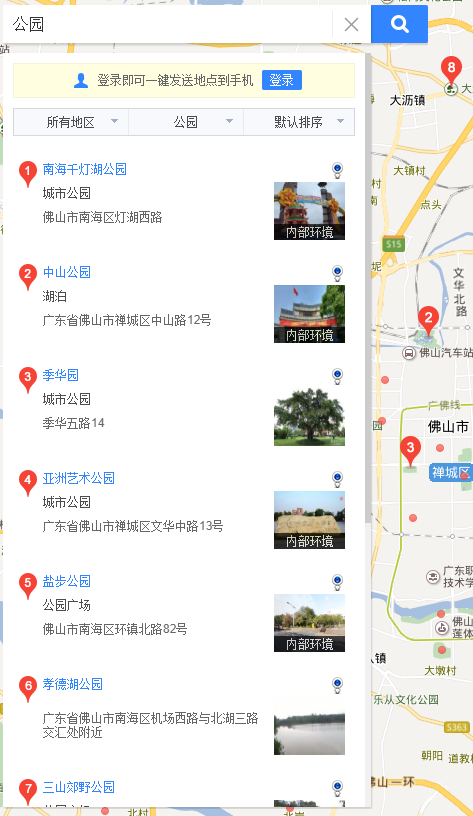 公园
登录即可一键发送地点到手机 登录
所有地区 公园 默认排序
1 南海千灯湖公园
城市公园
佛山市南海区灯湖西路
内部环境
2 中山公园
湖泊
广东省佛山市禅城区中山路12号
内部环境
3 季华园
城市公园
季华五路14
4 亚洲艺术公园
城市公园
广东省佛山市禅城区文华中路13号
内部环境
5 盐步公园
公园广场
佛山市南海区环镇北路82号
内部环境
6 孝德湖公园
广东省佛山市南海区机场西路与北湖三路
交汇处附近
7 三山郊野公园
8
大沥镇
大镇村
点头
S15
文华北路
2
佛山汽车站
广佛线
佛山市
3
禅城区
广东职
技术学
佛山
莲体
大墩村
乐从文化公园
S363
朝阳
道教
佛山一环
北村